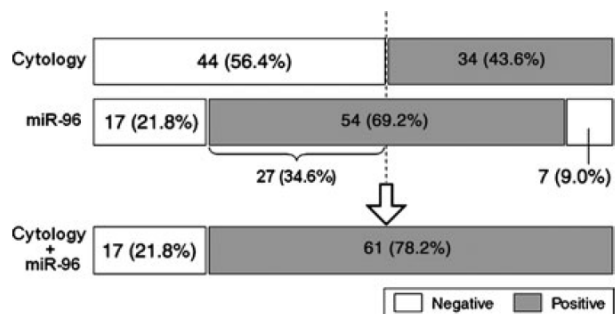 Cytology 44 (56.4%) 34 (43.6%)
miR-96 17 (21.8%) 54 (69.2%)
27 (34.6%) 7 (9.0%)
Cytology
+
miR-96
17 (21.8%) 61 (78.2%)
Negative Positive